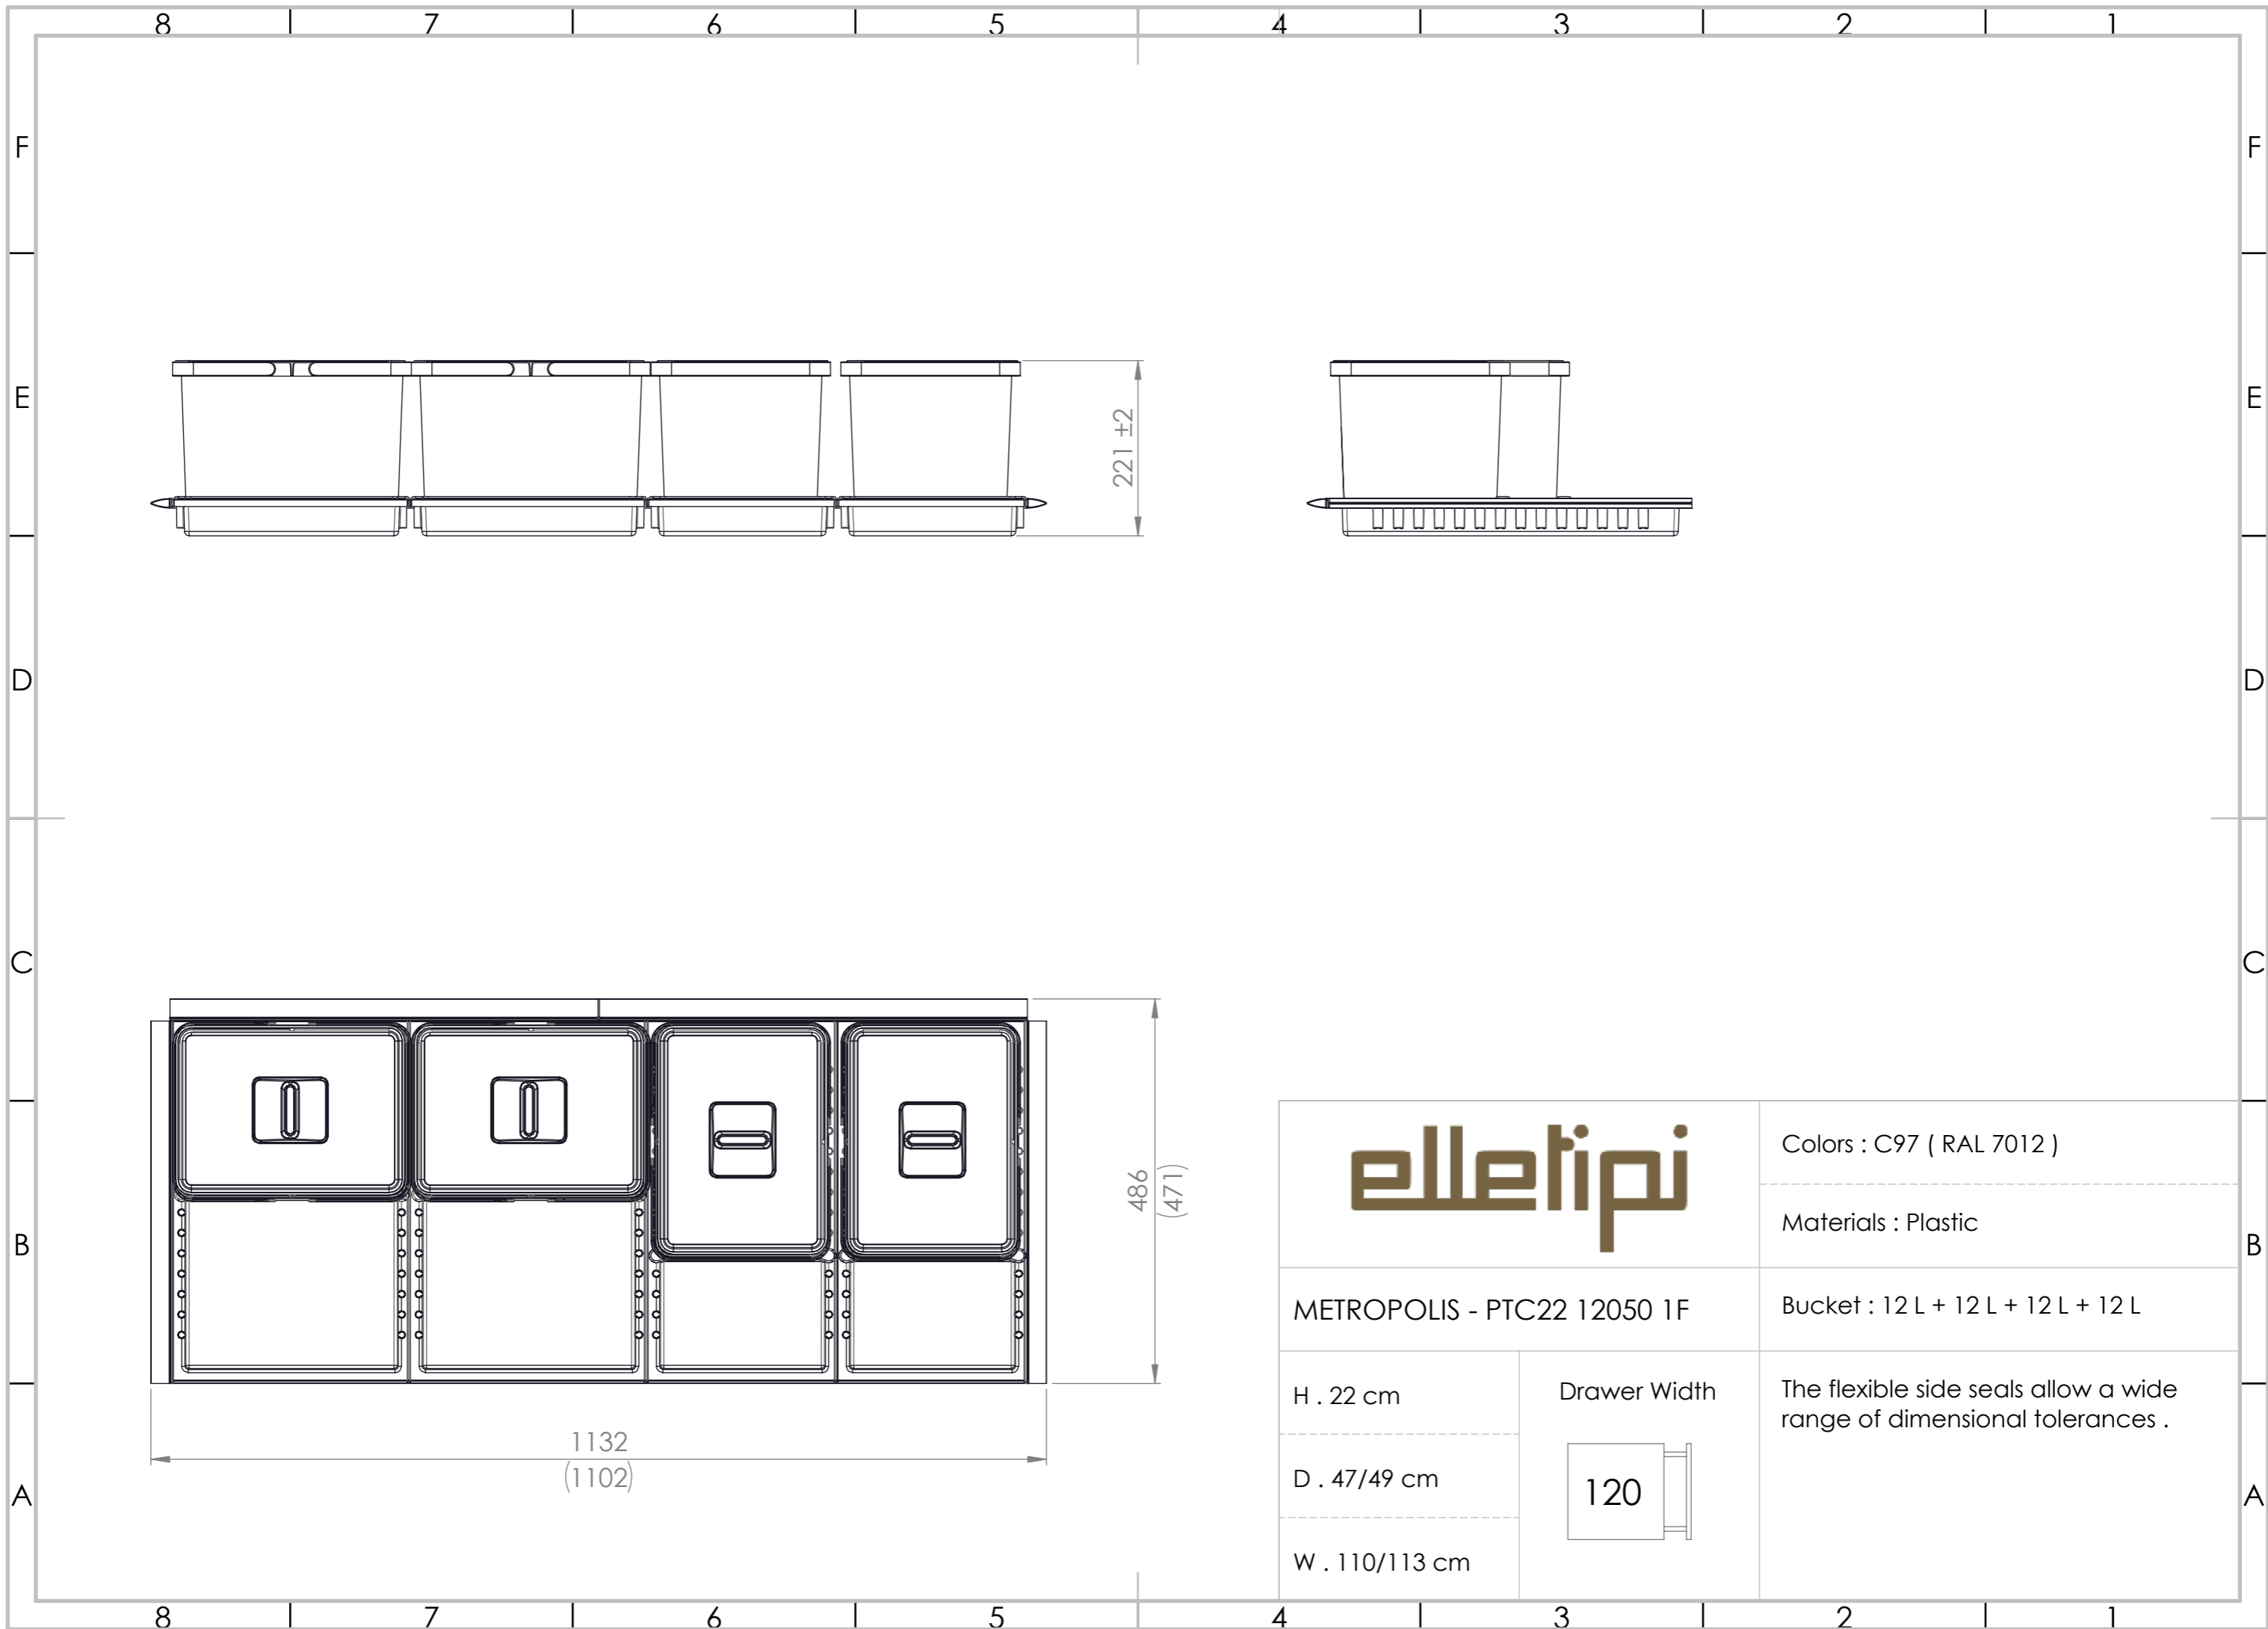 8 7 6 5 4 3 2 1
F F
E E
D D
C C
B B
A A
221 ±2
486
(471)
1132
(1102)
elletipi
Colors : C97 ( RAL 7012 )
Materials : Plastic
METROPOLIS - PTC22 12050 1F
Bucket : 12 L + 12 L + 12 L + 12 L
H . 22 cm
D . 47/49 cm
W . 110/113 cm
Drawer Width
120
The flexible side seals allow a wide
range of dimensional tolerances .
8 7 6 5 4 3 2 1